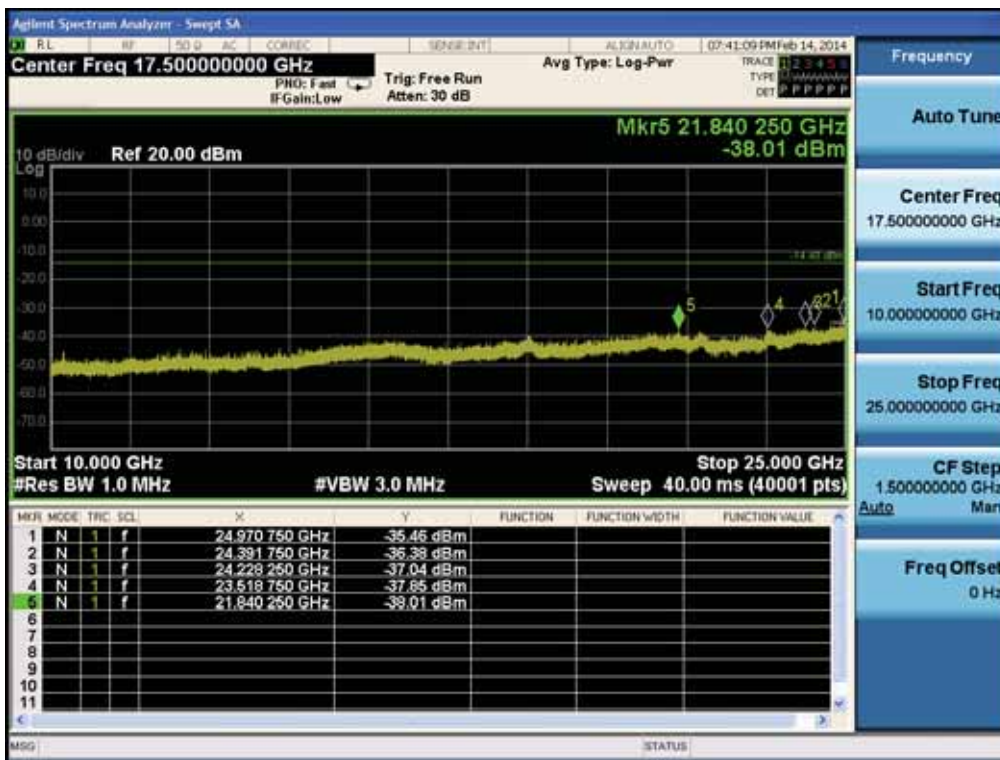 Agilent Spectrum Analyzer - Swept SA
RL RF 50 Ω AC CORREC SENSE:INT ALIGN AUTO 07:41:09 PM Feb 14, 2014
Center Freq 17.500000000 GHz
PNO: Fast
IFGain:Low
Trig: Free Run
Atten: 30 dB
Avg Type: Log-Pwr
TRACE 1 2 3 4 5 6
TYPE
DET P P P P P P
Mkr5 21.840 250 GHz
-38.01 dBm
10 dB/div Ref 20.00 dBm
Log
10.0
0.00
-10.0
-20.0
-30.0
-40.0
-50.0
-60.0
-70.0
5
4
3
2
1
Start 10.000 GHz
Stop 25.000 GHz
#Res BW 1.0 MHz
#VBW 3.0 MHz
Sweep 40.00 ms (40001 pts)
MKR MODE TRC SCL X Y FUNCTION FUNCTION WIDTH FUNCTION VALUE
1 N 1 f 24.970 750 GHz -35.46 dBm
2 N 1 f 24.391 750 GHz -36.38 dBm
3 N 1 f 24.228 250 GHz -37.04 dBm
4 N 1 f 23.518 750 GHz -37.85 dBm
5 N 1 f 21.840 250 GHz -38.01 dBm
6
7
8
9
10
11
MSG
STATUS
Frequency
Auto Tune
Center Freq
17.500000000 GHz
Start Freq
10.000000000 GHz
Stop Freq
25.000000000 GHz
CF Step
1.500000000 GHz
Auto Man
Freq Offset
0 Hz